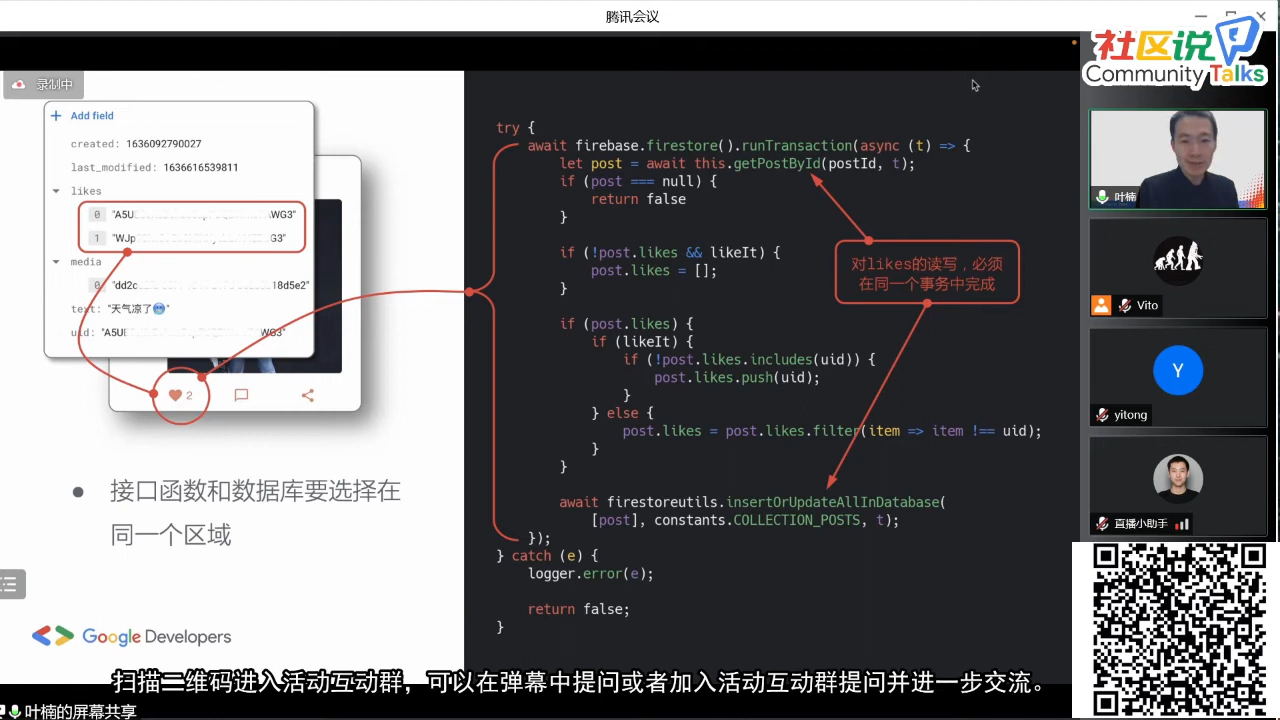 腾讯会议
社区说
Community Talks
录制中
Add field
created: 1636092790027
last_modified: 1636616539811
likes
0 "A5U AWG3"
1 "WJp G3"
media
0 "dd2c 18d5e2"
text: "天气凉了🥶"
uid: "A5U WG3"
2
接口函数和数据库要选择在
同一个区域
Google Developers
try {
await firebase.firestore().runTransaction(async (t) => {
let post = await this.getPostById(postId, t);
if (post === null) {
return false
}
if (!post.likes && likeIt) {
post.likes = [];
}
if (post.likes) {
if (likeIt) {
if (!post.likes.includes(uid)) {
post.likes.push(uid);
}
} else {
post.likes = post.likes.filter(item => item !== uid);
}
}
await firestoreutils.insertOrUpdateAllInDatabase(
[post], constants.COLLECTION_POSTS, t);
});
} catch (e) {
logger.error(e);
return false;
}
对likes的读写，必须
在同一个事务中完成
叶楠
Vito
Y
yitong
直播小助手
扫描二维码进入活动互动群，可以在弹幕中提问或者加入活动互动群提问并进一步交流。
叶楠的屏幕共享